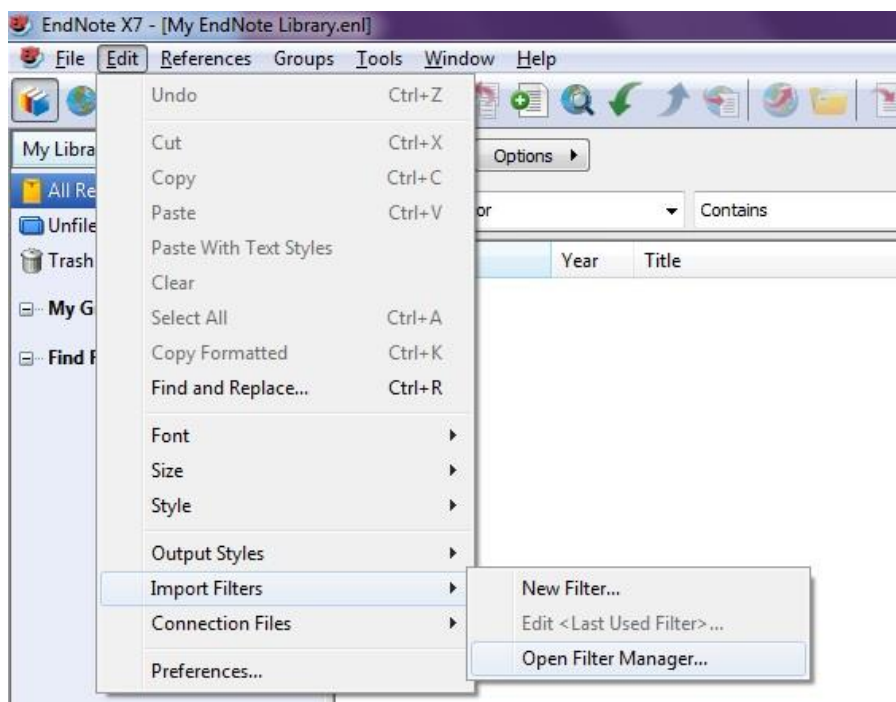 EndNote X7 - [My EndNote Library.enl]
File Edit References Groups Tools Window Help
Undo Ctrl+Z
Cut Ctrl+X
My Libra
Options
Copy Ctrl+C
All Re
Paste Ctrl+V
or Contains
Unfile
Paste With Text Styles
Trash
Year Title
Clear
My G
Select All Ctrl+A
Copy Formatted Ctrl+K
Find F
Find and Replace... Ctrl+R
Font
Size
Style
Output Styles
Import Filters
New Filter...
Connection Files
Edit <Last Used Filter>...
Open Filter Manager...
Preferences...